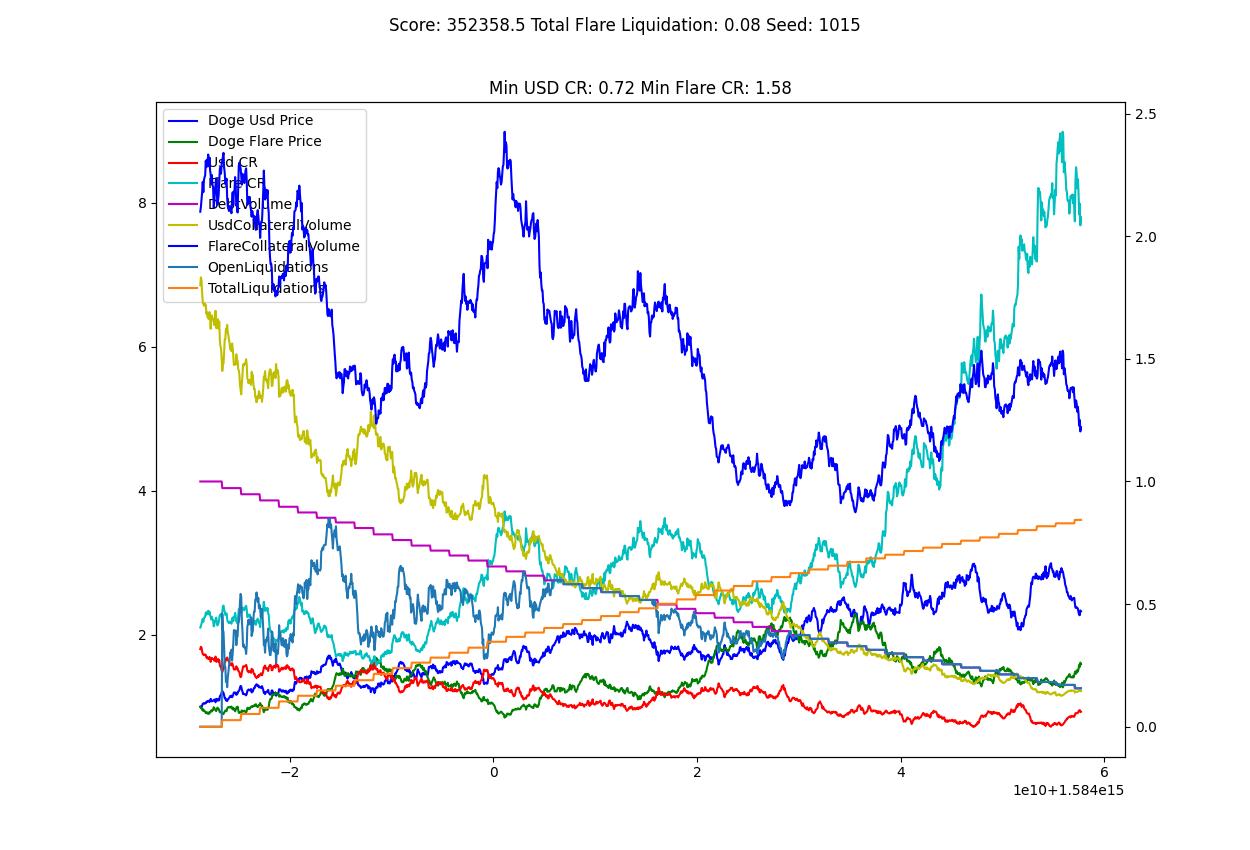 Score: 352358.5 Total Flare Liquidation: 0.08 Seed: 1015
Min USD CR: 0.72 Min Flare CR: 1.58
Doge Usd Price
Doge Flare Price
Usd CR
Flare CR
Debt Volume
UsdCollateralVolume
FlareCollateralVolume
OpenLiquidations
TotalLiquidations
8
6
4
2
2.5
2.0
1.5
1.0
0.5
0.0
−2
0
2
4
6
1e10+1.584e15